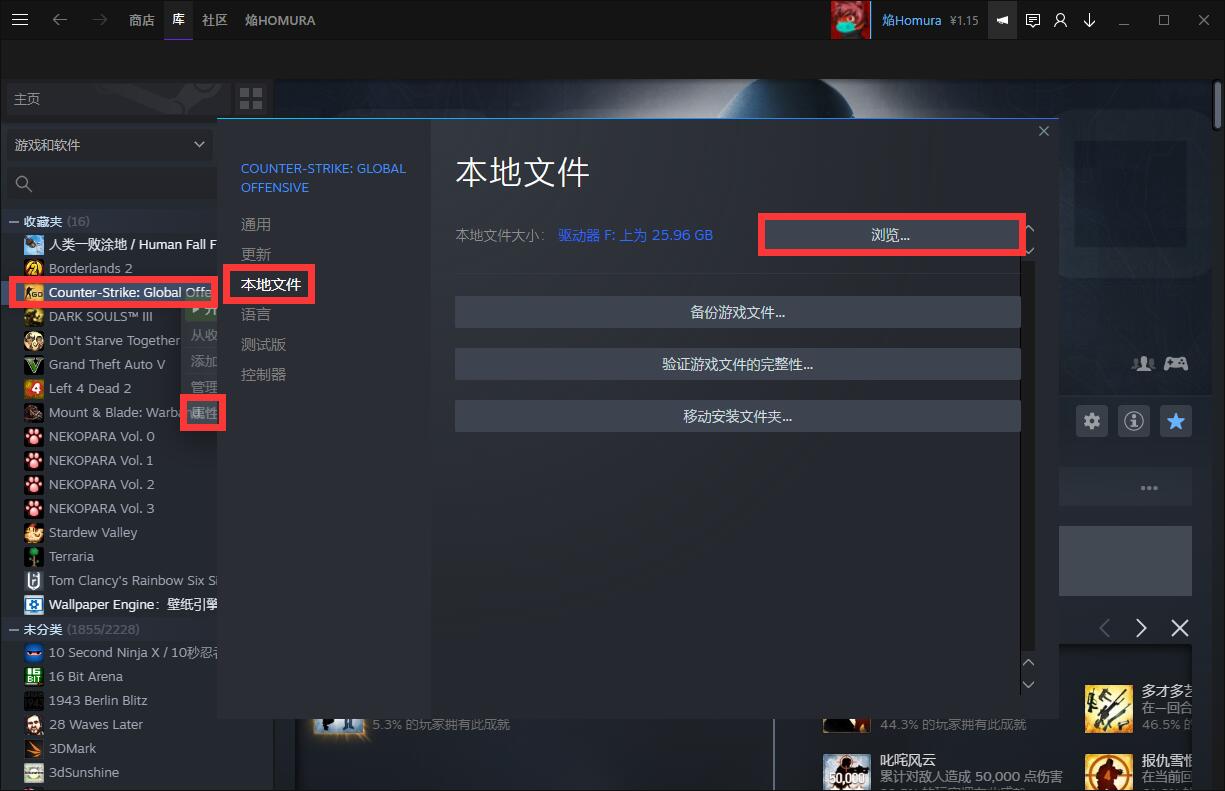 商店
库
社区
焔HOMURA
焔Homura
¥1.15
主页
游戏和软件
收藏夹 (16)
人类一败涂地 / Human Fall F
Borderlands 2
Counter-Strike: Global Offe
DARK SOULS™ III
Don't Starve Together
Grand Theft Auto V
Left 4 Dead 2
Mount & Blade: Warba
NEKOPARA Vol. 0
NEKOPARA Vol. 1
NEKOPARA Vol. 2
NEKOPARA Vol. 3
Stardew Valley
Terraria
Tom Clancy's Rainbow Six Si
Wallpaper Engine：壁纸引擎
未分类 (1855/2228)
10 Second Ninja X / 10秒忍者
16 Bit Arena
1943 Berlin Blitz
28 Waves Later
3DMark
3dSunshine
从收
添加
管理
属性
COUNTER-STRIKE: GLOBAL
OFFENSIVE
通用
更新
本地文件
语言
测试版
控制器
本地文件
本地文件大小: 驱动器 F: 上为 25.96 GB
浏览...
备份游戏文件...
验证游戏文件的完整性...
移动安装文件夹...
5.3% 的玩家拥有此成就
44.3% 的玩家拥有此成就
多才多艺
在一回合
46.5% 的
50,000
叱咤风云
累计对敌人造成 50,000 点伤害
报仇雪恨
在当前回